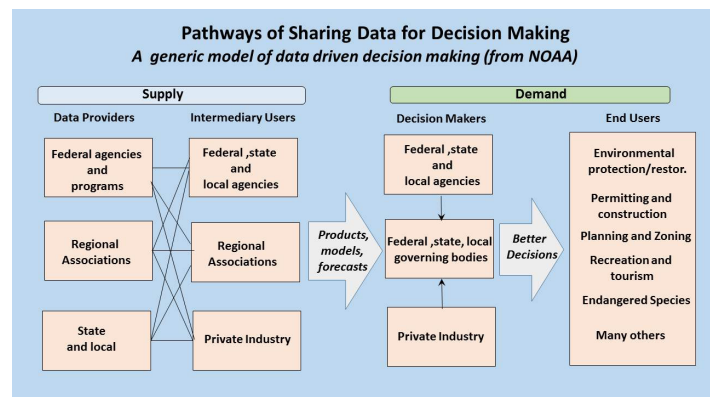 Pathways of Sharing Data for Decision Making
A generic model of data driven decision making (from NOAA)
Supply
Demand
Data Providers
Intermediary Users
Decision Makers
End Users
Federal agencies
and
programs
Regional
Associations
State
and local
Federal ,state
and
local agencies
Regional
Associations
Private Industry
Products,
models,
forecasts
Federal ,state
and
local agencies
Federal ,state, local
governing bodies
Private Industry
Better
Decisions
Environmental
protection/restor.
Permitting and
construction
Planning and Zoning
Recreation and
tourism
Endangered Species
Many others